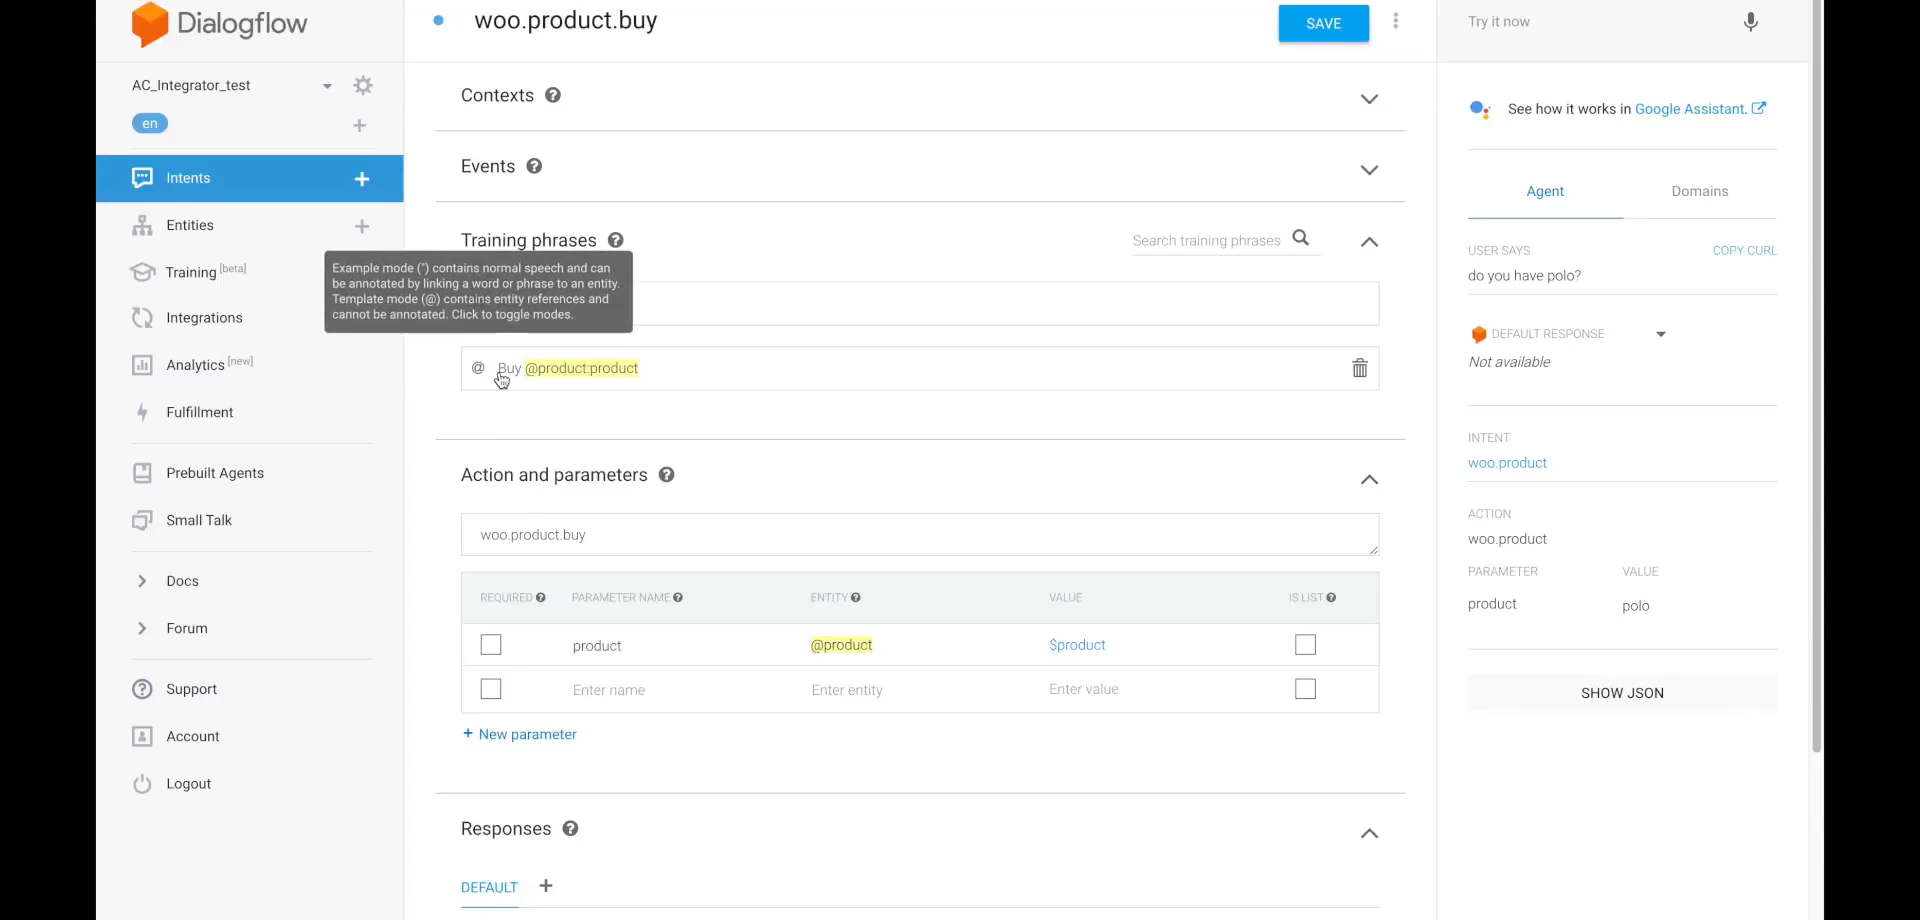 Dialogflow
woo.product.buy
SAVE
Try it now
AC_Integrator_test
en
Intents
Entities
Training [beta]
Integrations
Analytics [new]
Fulfillment
Prebuilt Agents
Small Talk
Docs
Forum
Support
Account
Logout
Contexts
Events
Training phrases
Search training phrases
Example mode (") contains normal speech and can
be annotated by linking a word or phrase to an entity.
Template mode (@) contains entity references and
cannot be annotated. Click to toggle modes.
@ Buy @product:product
Action and parameters
woo.product.buy
REQUIRED PARAMETER NAME ENTITY VALUE IS LIST
product @product $product
Enter name Enter entity Enter value
+ New parameter
Responses
DEFAULT +
See how it works in Google Assistant.
Agent Domains
USER SAYS COPY CURL
do you have polo?
DEFAULT RESPONSE
Not available
INTENT
woo.product
ACTION
woo.product
PARAMETER VALUE
product polo
SHOW JSON